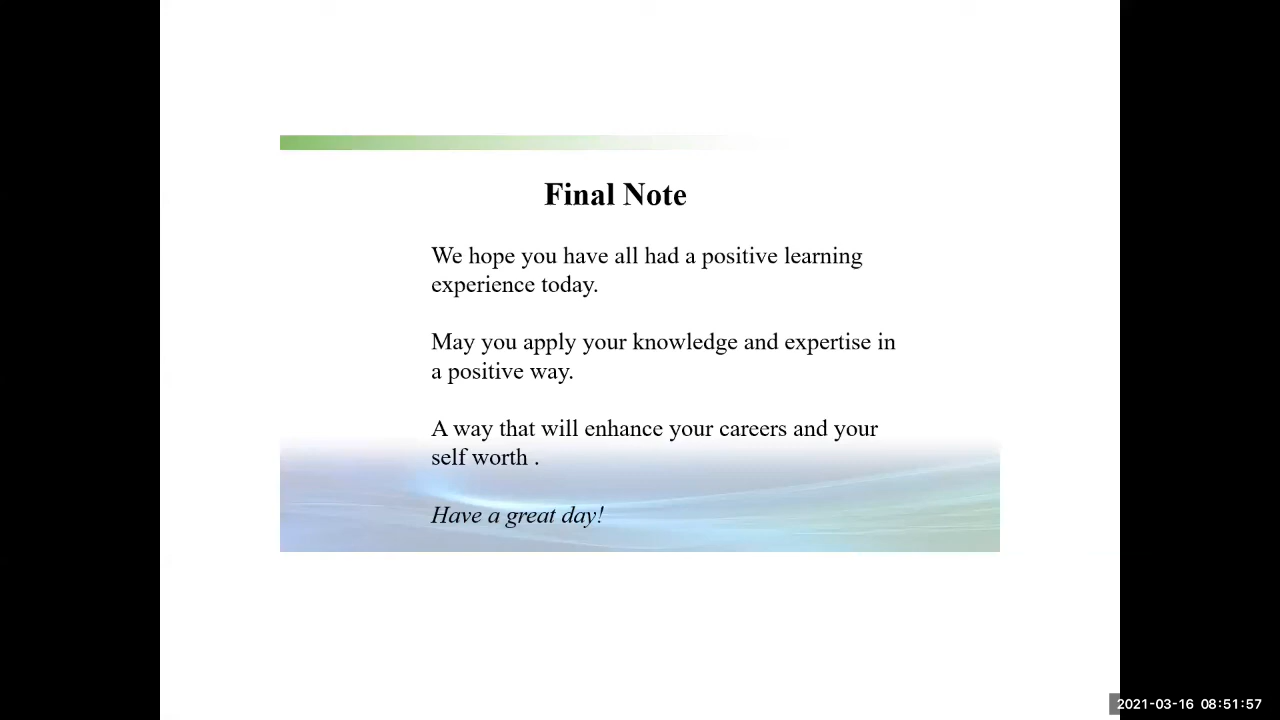 Final Note
We hope you have all had a positive learning
experience today.
May you apply your knowledge and expertise in
a positive way.
A way that will enhance your careers and your
self worth .
Have a great day!
2021-03-16 08:51:57